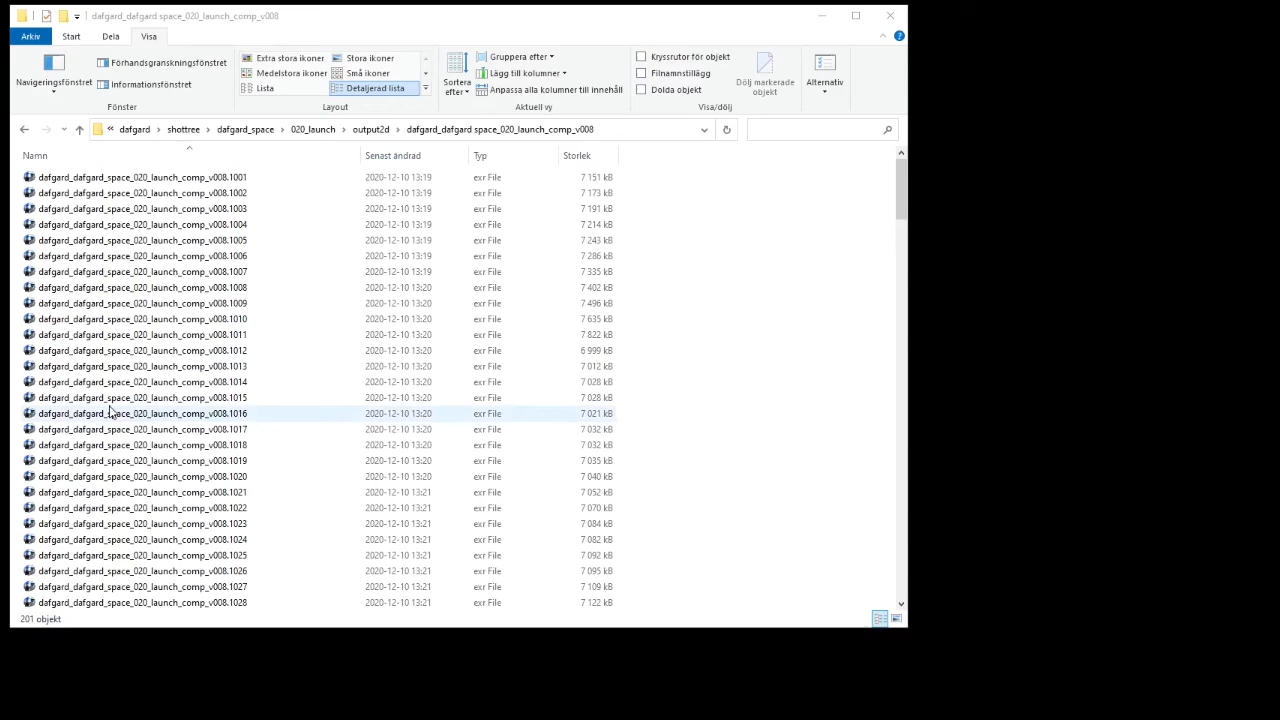 dafgard_dafgard space_020_launch_comp_v008
Arkiv Start Dela Visa
Navigeringsfönstret
Förhandsgranskningsfönstret
Informationsfönstret
Fönster
Extra stora ikoner Stora ikoner
Medelstora ikoner Små ikoner
Lista Detaljerad lista
Layout
Sortera efter
Gruppera efter
Lägg till kolumner
Anpassa alla kolumner till innehåll
Aktuell vy
Kryssrutor för objekt
Filnamnstillägg
Dolda objekt
Dölj markerade objekt
Visa/dölj
Alternativ
« dafgard > shottree > dafgard_space > 020_launch > output2d > dafgard_dafgard space_020_launch_comp_v008
Namn Senast ändrad Typ Storlek
dafgard_dafgard_space_020_launch_comp_v008.1001 2020-12-10 13:19 exr File 7 151 kB
dafgard_dafgard_space_020_launch_comp_v008.1002 2020-12-10 13:19 exr File 7 173 kB
dafgard_dafgard_space_020_launch_comp_v008.1003 2020-12-10 13:19 exr File 7 191 kB
dafgard_dafgard_space_020_launch_comp_v008.1004 2020-12-10 13:19 exr File 7 214 kB
dafgard_dafgard_space_020_launch_comp_v008.1005 2020-12-10 13:19 exr File 7 243 kB
dafgard_dafgard_space_020_launch_comp_v008.1006 2020-12-10 13:19 exr File 7 286 kB
dafgard_dafgard_space_020_launch_comp_v008.1007 2020-12-10 13:19 exr File 7 335 kB
dafgard_dafgard_space_020_launch_comp_v008.1008 2020-12-10 13:20 exr File 7 402 kB
dafgard_dafgard_space_020_launch_comp_v008.1009 2020-12-10 13:20 exr File 7 496 kB
dafgard_dafgard_space_020_launch_comp_v008.1010 2020-12-10 13:20 exr File 7 635 kB
dafgard_dafgard_space_020_launch_comp_v008.1011 2020-12-10 13:20 exr File 7 822 kB
dafgard_dafgard_space_020_launch_comp_v008.1012 2020-12-10 13:20 exr File 6 999 kB
dafgard_dafgard_space_020_launch_comp_v008.1013 2020-12-10 13:20 exr File 7 012 kB
dafgard_dafgard_space_020_launch_comp_v008.1014 2020-12-10 13:20 exr File 7 028 kB
dafgard_dafgard_space_020_launch_comp_v008.1015 2020-12-10 13:20 exr File 7 028 kB
dafgard_dafgard_space_020_launch_comp_v008.1016 2020-12-10 13:20 exr File 7 021 kB
dafgard_dafgard_space_020_launch_comp_v008.1017 2020-12-10 13:20 exr File 7 032 kB
dafgard_dafgard_space_020_launch_comp_v008.1018 2020-12-10 13:20 exr File 7 032 kB
dafgard_dafgard_space_020_launch_comp_v008.1019 2020-12-10 13:20 exr File 7 035 kB
dafgard_dafgard_space_020_launch_comp_v008.1020 2020-12-10 13:20 exr File 7 040 kB
dafgard_dafgard_space_020_launch_comp_v008.1021 2020-12-10 13:21 exr File 7 052 kB
dafgard_dafgard_space_020_launch_comp_v008.1022 2020-12-10 13:21 exr File 7 070 kB
dafgard_dafgard_space_020_launch_comp_v008.1023 2020-12-10 13:21 exr File 7 084 kB
dafgard_dafgard_space_020_launch_comp_v008.1024 2020-12-10 13:21 exr File 7 082 kB
dafgard_dafgard_space_020_launch_comp_v008.1025 2020-12-10 13:21 exr File 7 092 kB
dafgard_dafgard_space_020_launch_comp_v008.1026 2020-12-10 13:21 exr File 7 095 kB
dafgard_dafgard_space_020_launch_comp_v008.1027 2020-12-10 13:21 exr File 7 109 kB
dafgard_dafgard_space_020_launch_comp_v008.1028 2020-12-10 13:21 exr File 7 122 kB
201 objekt